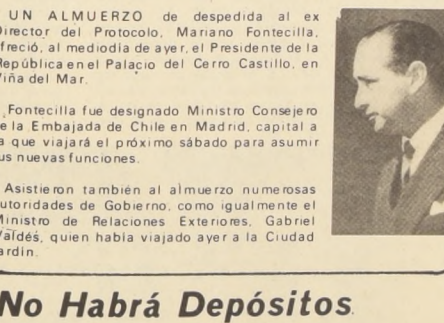 UN ALMUERZO de despedida al ex
Director del Protocolo, Mariano Fontecilla,
ofreció, al mediodía de ayer, el Presidente de la
República en el Palacio del Cerro Castillo, en
Viña del Mar.
Fontecilla fue designado Ministro Consejero
de la Embajada de Chile en Madrid, capital a
la que viajará el próximo sábado para asumir
sus nuevas funciones.
Asistieron también al almuerzo numerosas
autoridades de Gobierno, como igualmente el
Ministro de Relaciones Exteriores, Gabriel
Valdés, quien había viajado ayer a la Ciudad
Jardín.
No Habrá Depósitos